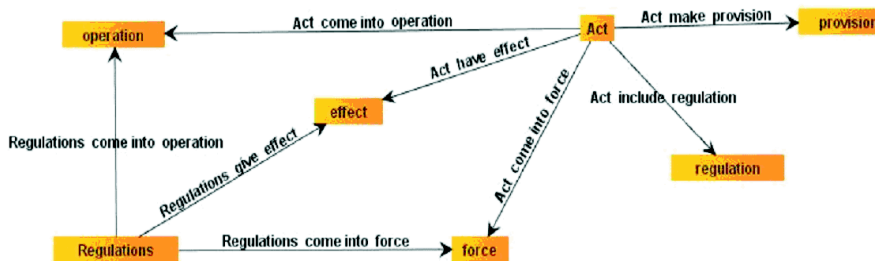 Act come into operation
Act make provision
provision
operation
Act
Act have effect
effect
Act come into force
Act include regulation
Regulations come into operation
Regulations give effect
regulation
Regulations
Regulations come into force
force